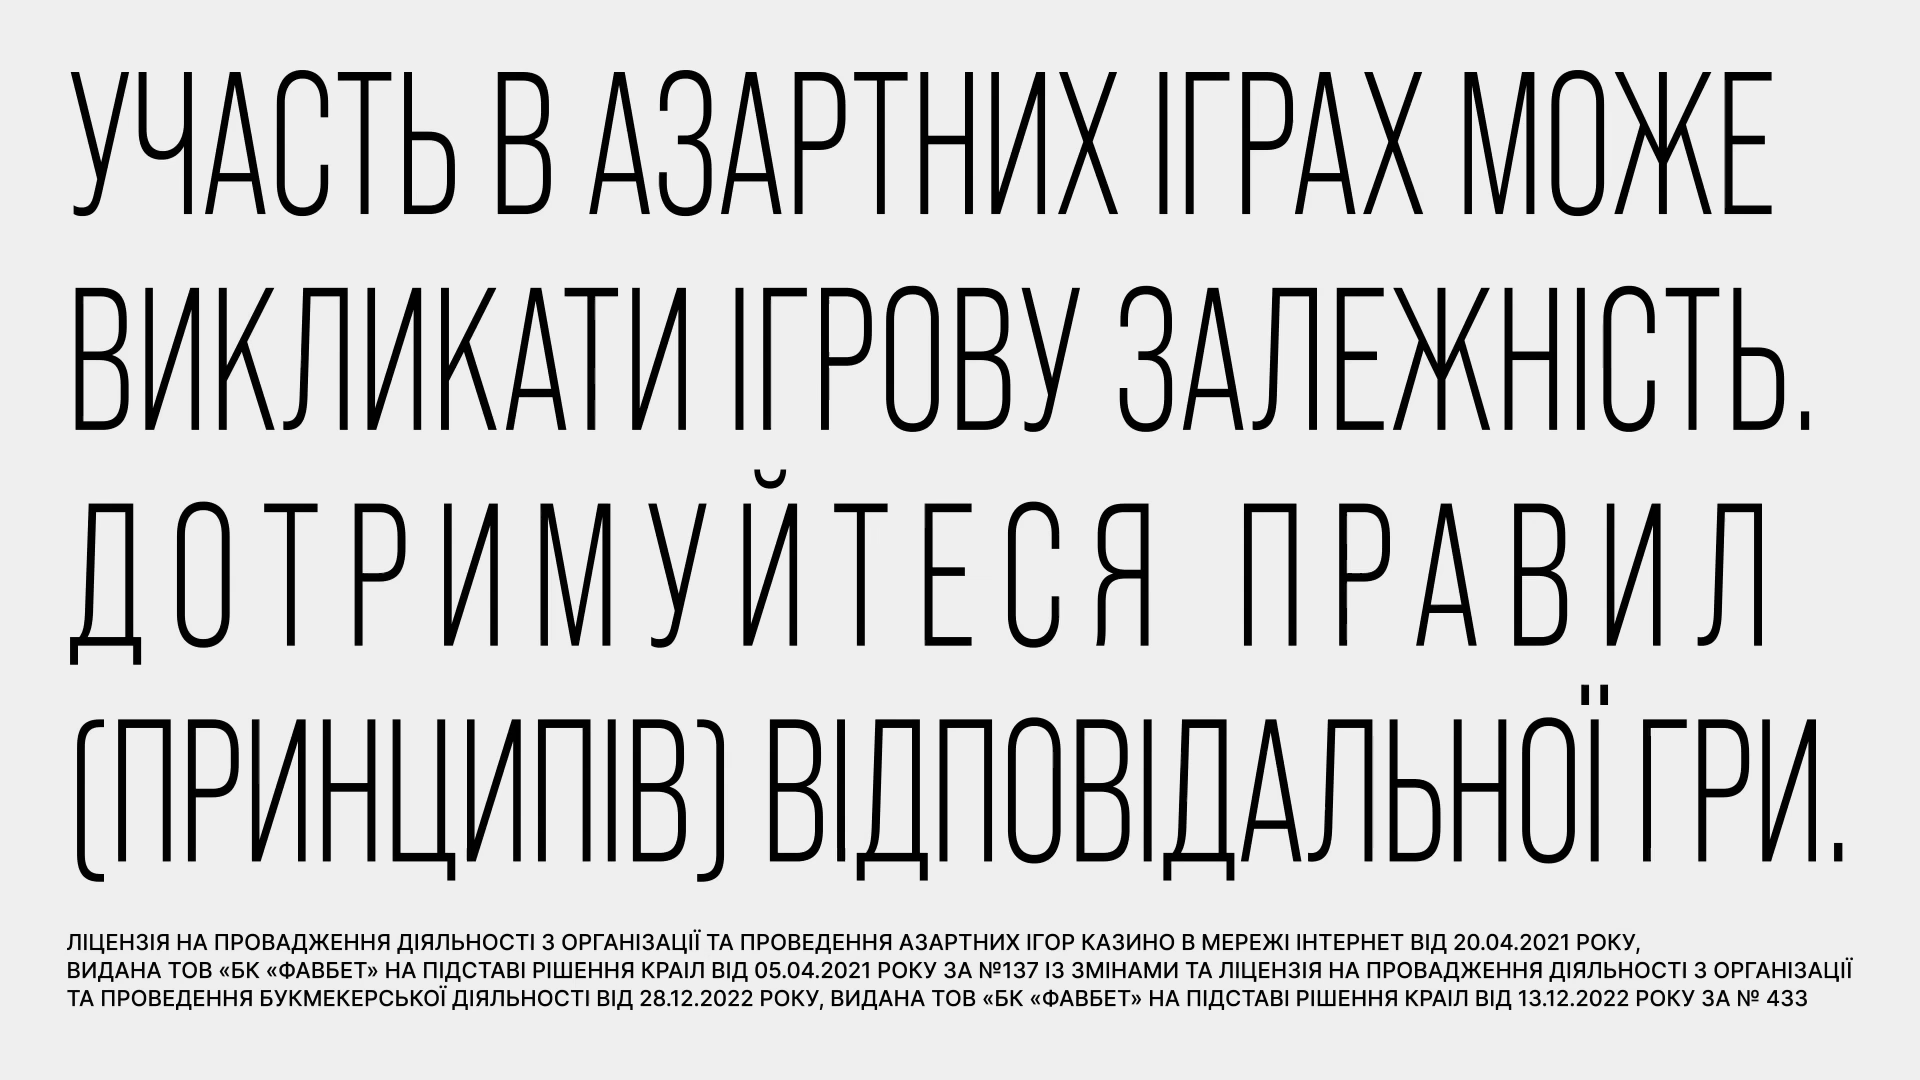 УЧАСТЬ В АЗАРТНИХ ІГРАХ МОЖЕ
ВИКЛИКАТИ ІГРОВУ ЗАЛЕЖНІСТЬ.
ДОТРИМУЙТЕСЯ ПРАВИЛ
(ПРИНЦИПІВ) ВІДПОВІДАЛЬНОЇ ГРИ.
ЛІЦЕНЗІЯ НА ПРОВАДЖЕННЯ ДІЯЛЬНОСТІ З ОРГАНІЗАЦІЇ ТА ПРОВЕДЕННЯ АЗАРТНИХ ІГОР КАЗИНО В МЕРЕЖІ ІНТЕРНЕТ ВІД 20.04.2021 РОКУ,
ВИДАНА ТОВ «БК «ФАВБЕТ» НА ПІДСТАВІ РІШЕННЯ КРАІЛ ВІД 05.04.2021 РОКУ ЗА №137 ІЗ ЗМІНАМИ ТА ЛІЦЕНЗІЯ НА ПРОВАДЖЕННЯ ДІЯЛЬНОСТІ З ОРГАНІЗАЦІЇ
ТА ПРОВЕДЕННЯ БУКМЕКЕРСЬКОЇ ДІЯЛЬНОСТІ ВІД 28.12.2022 РОКУ, ВИДАНА ТОВ «БК «ФАВБЕТ» НА ПІДСТАВІ РІШЕННЯ КРАІЛ ВІД 13.12.2022 РОКУ ЗА № 433